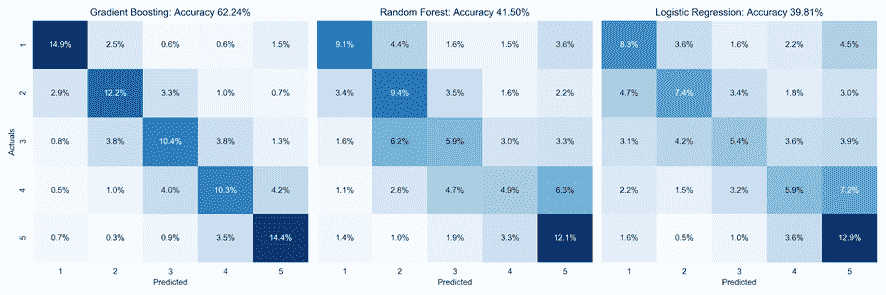 Gradient Boosting: Accuracy 62.24%
Random Forest: Accuracy 41.50%
Logistic Regression: Accuracy 39.81%
Actuals
1 14.9% 2.5% 0.6% 0.6% 1.5% 9.1% 4.4% 1.6% 1.5% 3.6% 8.3% 3.6% 1.6% 2.2% 4.5%
2 2.9% 12.2% 3.3% 1.0% 0.7% 3.4% 9.4% 3.5% 1.6% 2.2% 4.7% 7.4% 3.4% 1.8% 3.0%
3 0.8% 3.8% 10.4% 3.8% 1.3% 1.6% 6.2% 5.9% 3.0% 3.3% 3.1% 4.2% 5.4% 3.6% 3.9%
4 0.5% 1.0% 4.0% 10.3% 4.2% 1.1% 2.8% 4.7% 4.9% 6.3% 2.2% 1.5% 3.2% 5.9% 7.2%
5 0.7% 0.3% 0.9% 3.5% 14.4% 1.4% 1.0% 1.9% 3.3% 12.1% 1.6% 0.5% 1.0% 3.6% 12.9%
1 2 3 4 5 1 2 3 4 5 1 2 3 4 5
Predicted Predicted Predicted